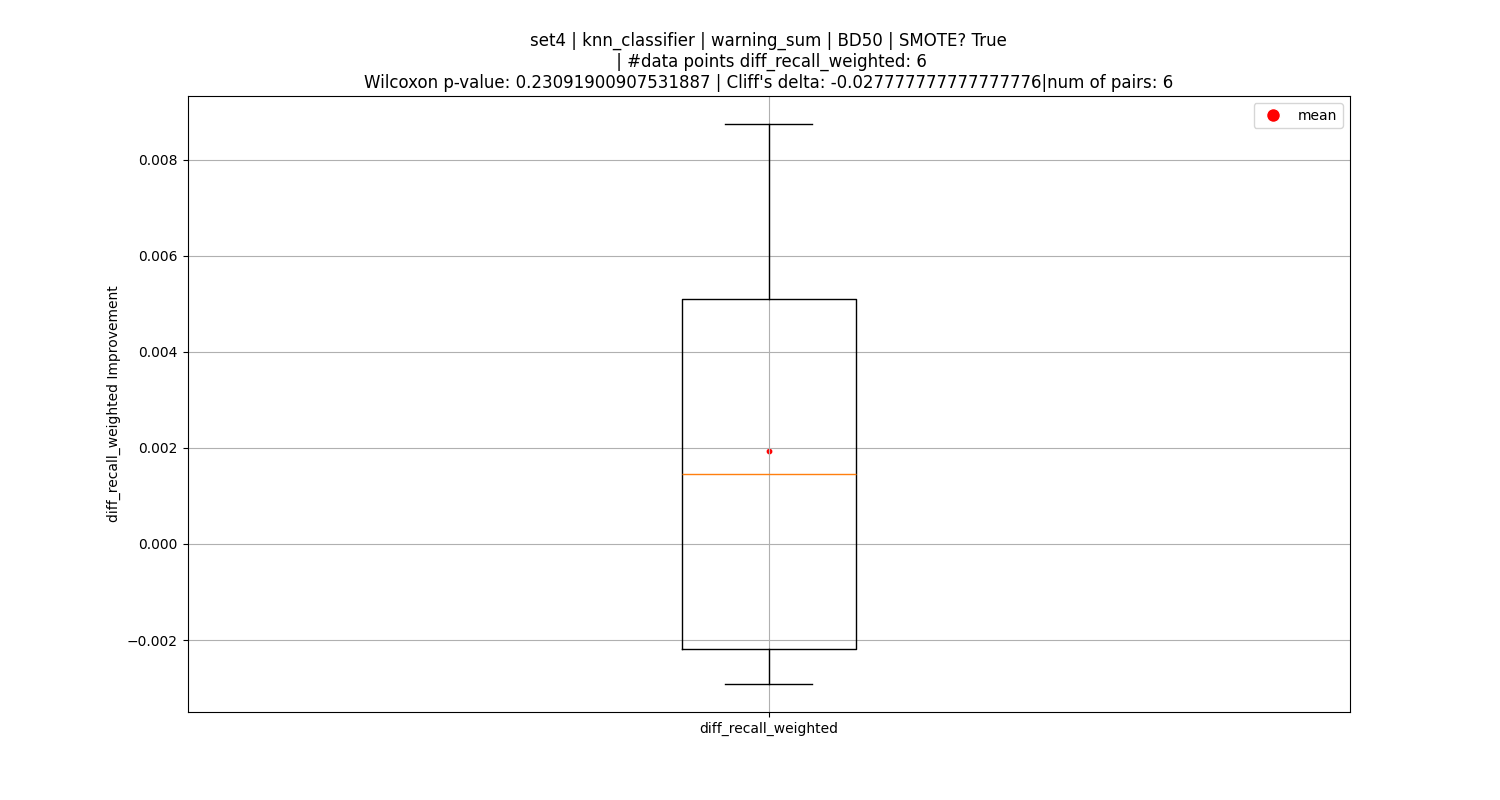 set4 | knn_classifier | warning_sum | BD50 | SMOTE? True
| #data points diff_recall_weighted: 6
Wilcoxon p-value: 0.23091900907531887 | Cliff's delta: -0.027777777777777776|num of pairs: 6
mean
0.008
0.006
0.004
0.002
0.000
−0.002
diff_recall_weighted Improvement
diff_recall_weighted